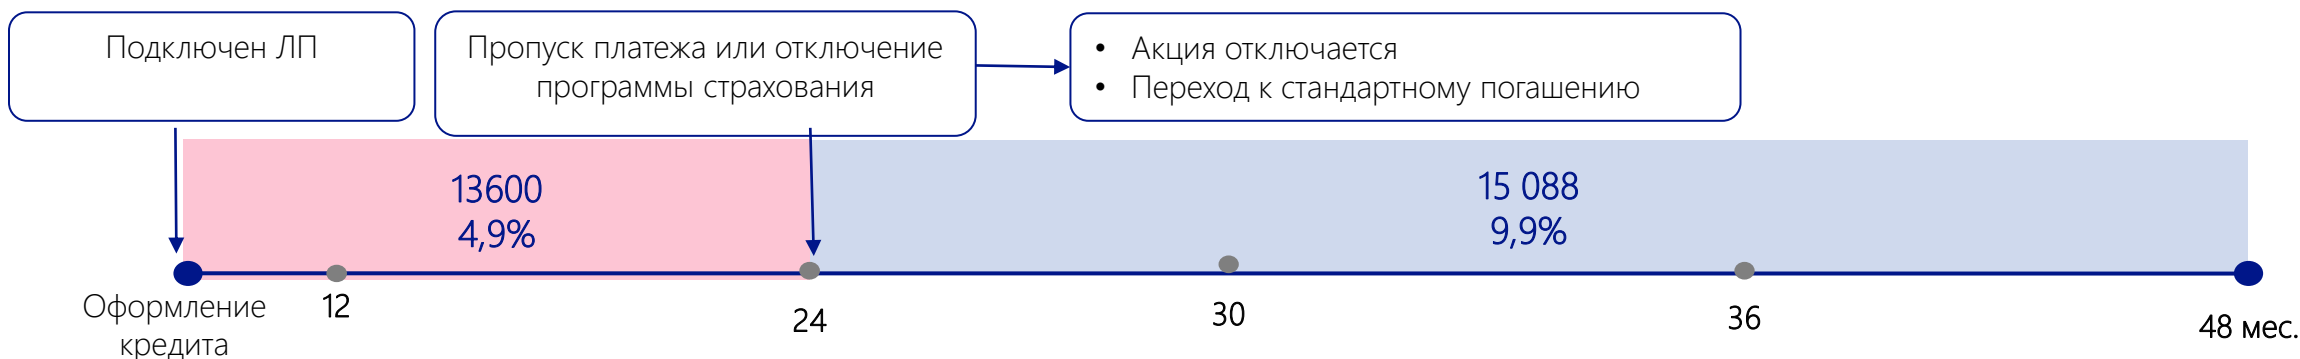 Подключен ЛП
Пропуск платежа или отключение
программы страхования
• Акция отключается
• Переход к стандартному погашению
13600
4,9%
15 088
9,9%
Оформление
кредита
12
24
30
36
48 мес.